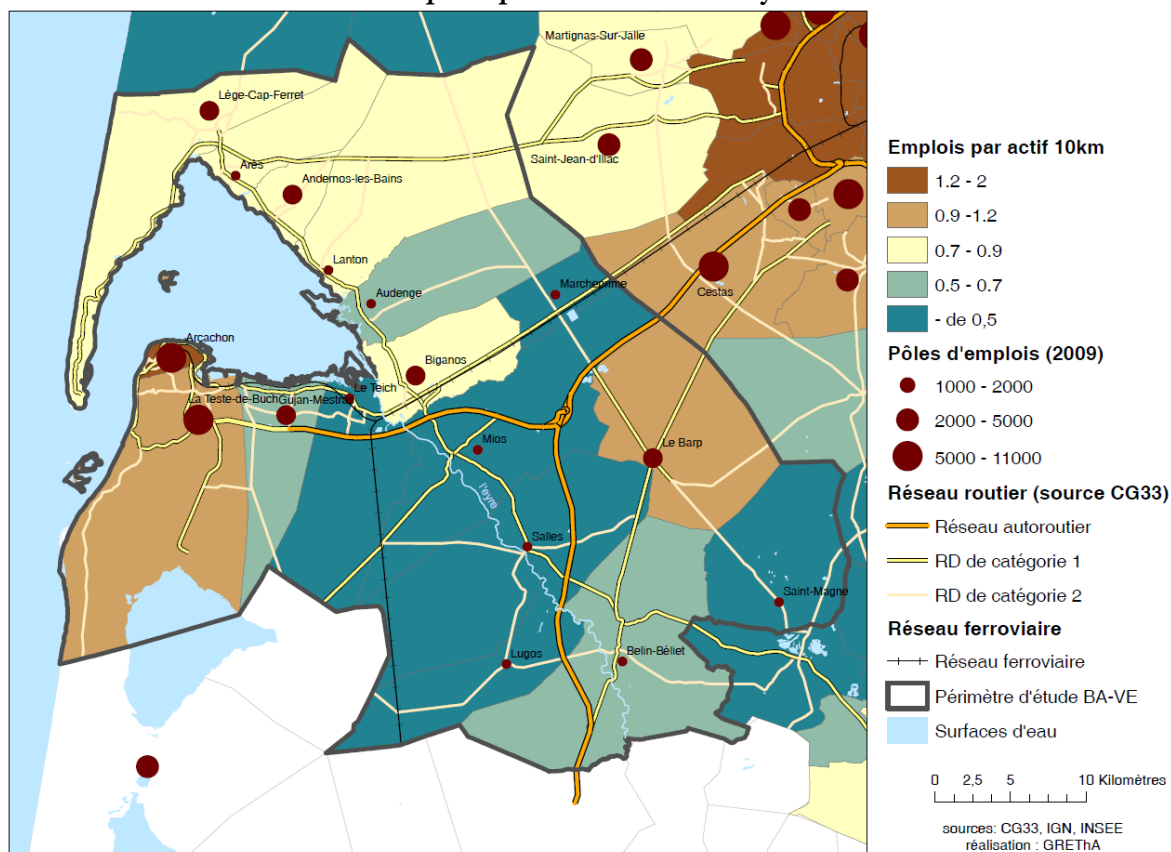 Martignas-Sur-Jalle
Lège-Cap-Ferret
Saint-Jean-d'Illac
Arès
Andernos-les-Bains
Lanton
Audenge
Marcheprime
Cestas
Arcachon
Biganos
Le Teich
La Teste-de-Buch
Gujan-Mestras
Mios
Le Barp
l'eyre
Salles
Saint-Magne
Lugos
Belin-Béliet
Emplois par actif 10km
1.2 - 2
0.9 -1.2
0.7 - 0.9
0.5 - 0.7
- de 0,5
Pôles d'emplois (2009)
1000 - 2000
2000 - 5000
5000 - 11000
Réseau routier (source CG33)
Réseau autoroutier
RD de catégorie 1
RD de catégorie 2
Réseau ferroviaire
Réseau ferroviaire
Périmètre d'étude BA-VE
Surfaces d'eau
0 2,5 5 10 Kilomètres
sources: CG33, IGN, INSEE
réalisation : GREThA